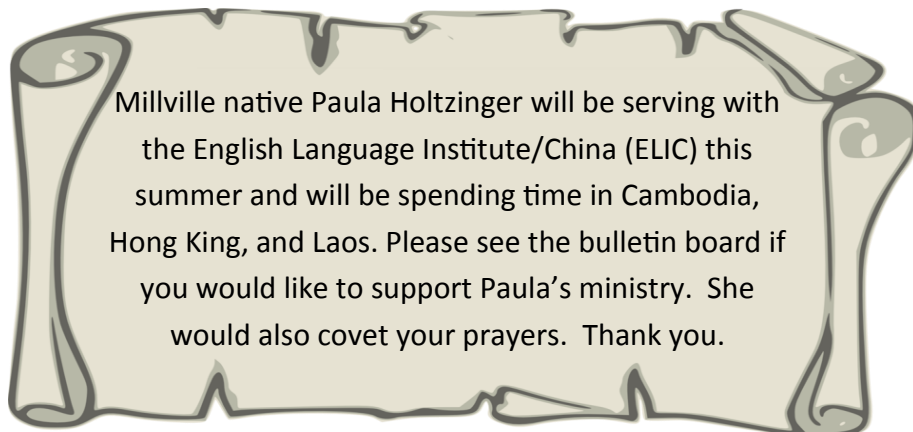 Millville native Paula Holtzinger will be serving with
the English Language Institute/China (ELIC) this
summer and will be spending time in Cambodia,
Hong King, and Laos. Please see the bulletin board if
you would like to support Paula’s ministry.  She
would also covet your prayers.  Thank you.